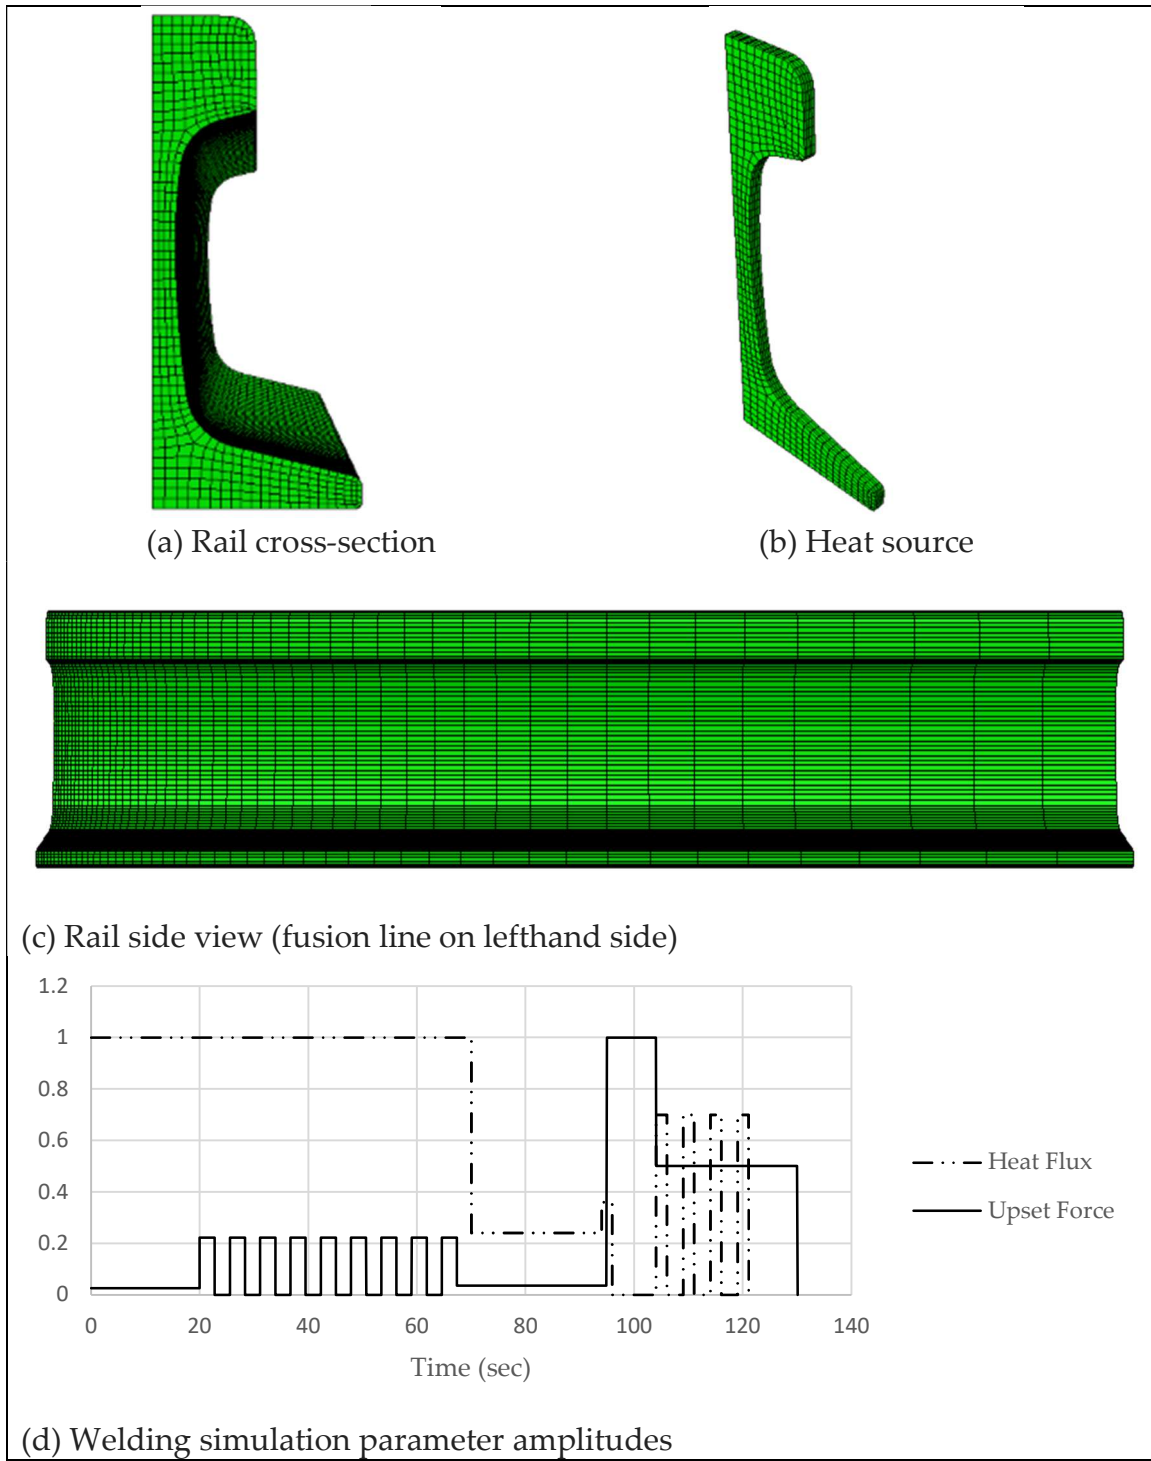 (a) Rail cross-section
(b) Heat source
(c) Rail side view (fusion line on lefthand side)
1.2
1
0.8
0.6
0.4
0.2
0
0 20 40 60 80 100 120 140
Time (sec)
Heat Flux
Upset Force
(d) Welding simulation parameter amplitudes